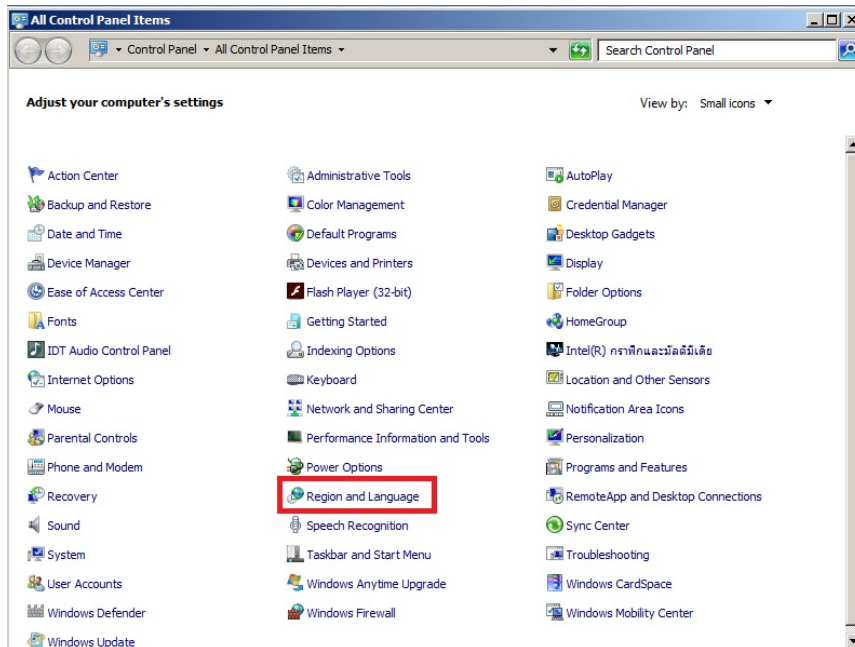 All Control Panel Items
Control Panel All Control Panel Items Search Control Panel
Adjust your computer's settings View by: Small icons
Action Center Administrative Tools AutoPlay
Backup and Restore Color Management Credential Manager
Date and Time Default Programs Desktop Gadgets
Device Manager Devices and Printers Display
Ease of Access Center Flash Player (32-bit) Folder Options
Fonts Getting Started HomeGroup
IDT Audio Control Panel Indexing Options Intel(R) กราฟิกและมัลติมีเดีย
Internet Options Keyboard Location and Other Sensors
Mouse Network and Sharing Center Notification Area Icons
Parental Controls Performance Information and Tools Personalization
Phone and Modem Power Options Programs and Features
Recovery Region and Language RemoteApp and Desktop Connections
Sound Speech Recognition Sync Center
System Taskbar and Start Menu Troubleshooting
User Accounts Windows Anytime Upgrade Windows CardSpace
Windows Defender Windows Firewall Windows Mobility Center
Windows Update